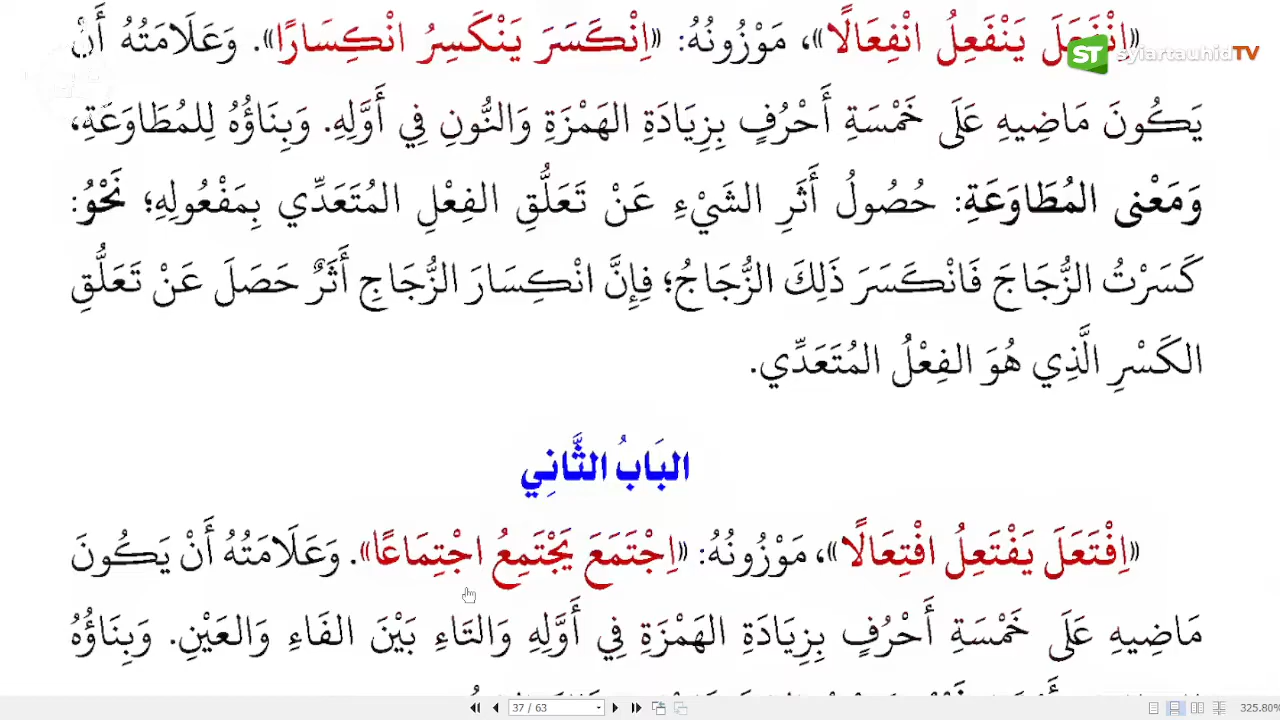 «اِنْفَعَلَ يَنْفَعِلُ انْفِعَالًا»، مَوْزُونُهُ: «اِنْكَسَرَ يَنْكَسِرُ انْكِسَارًا». وَعَلَامَتُهُ أَنْ
ST syiartauhidTV
يَكُونَ مَاضِيهِ عَلَى خَمْسَةِ أَحْرُفٍ بِزِيَادَةِ الهَمْزَةِ وَالنُّونِ فِي أَوَّلِهِ. وَبِنَاؤُهُ لِلمُطَاوَعَةِ،
وَمَعْنى المُطَاوَعَةِ: حُصُولُ أَثَرِ الشَّيْءِ عَنْ تَعَلُّقِ الفِعْلِ المُتَعَدِّي بِمَفْعُولِهِ؛ نَحْوُ:
كَسَرْتُ الزُّجَاجَ فَانْكَسَرَ ذَلِكَ الزُّجَاجُ؛ فِإِنَّ انْكِسَارَ الزُّجَاجِ أَثَرٌ حَصَلَ عَنْ تَعَلُّقِ
الكَسْرِ الَّذِي هُوَ الفِعْلُ المُتَعَدِّي.
البَابُ الثَّانِي
«اِفْتَعَلَ يَفْتَعِلُ افْتِعَالًا»، مَوْزُونُهُ: «اِجْتَمَعَ يَجْتَمِعُ اجْتِمَاعًا». وَعَلَامَتُهُ أَنْ يَكُونَ
مَاضِيهِ عَلَى خَمْسَةِ أَحْرُفٍ بِزِيَادَةِ الهَمْزَةِ فِي أَوَّلِهِ وَالتَاءِ بَيْنَ الفَاءِ وَالعَيْنِ. وَبِنَاؤُهُ
37 / 63
325.80%